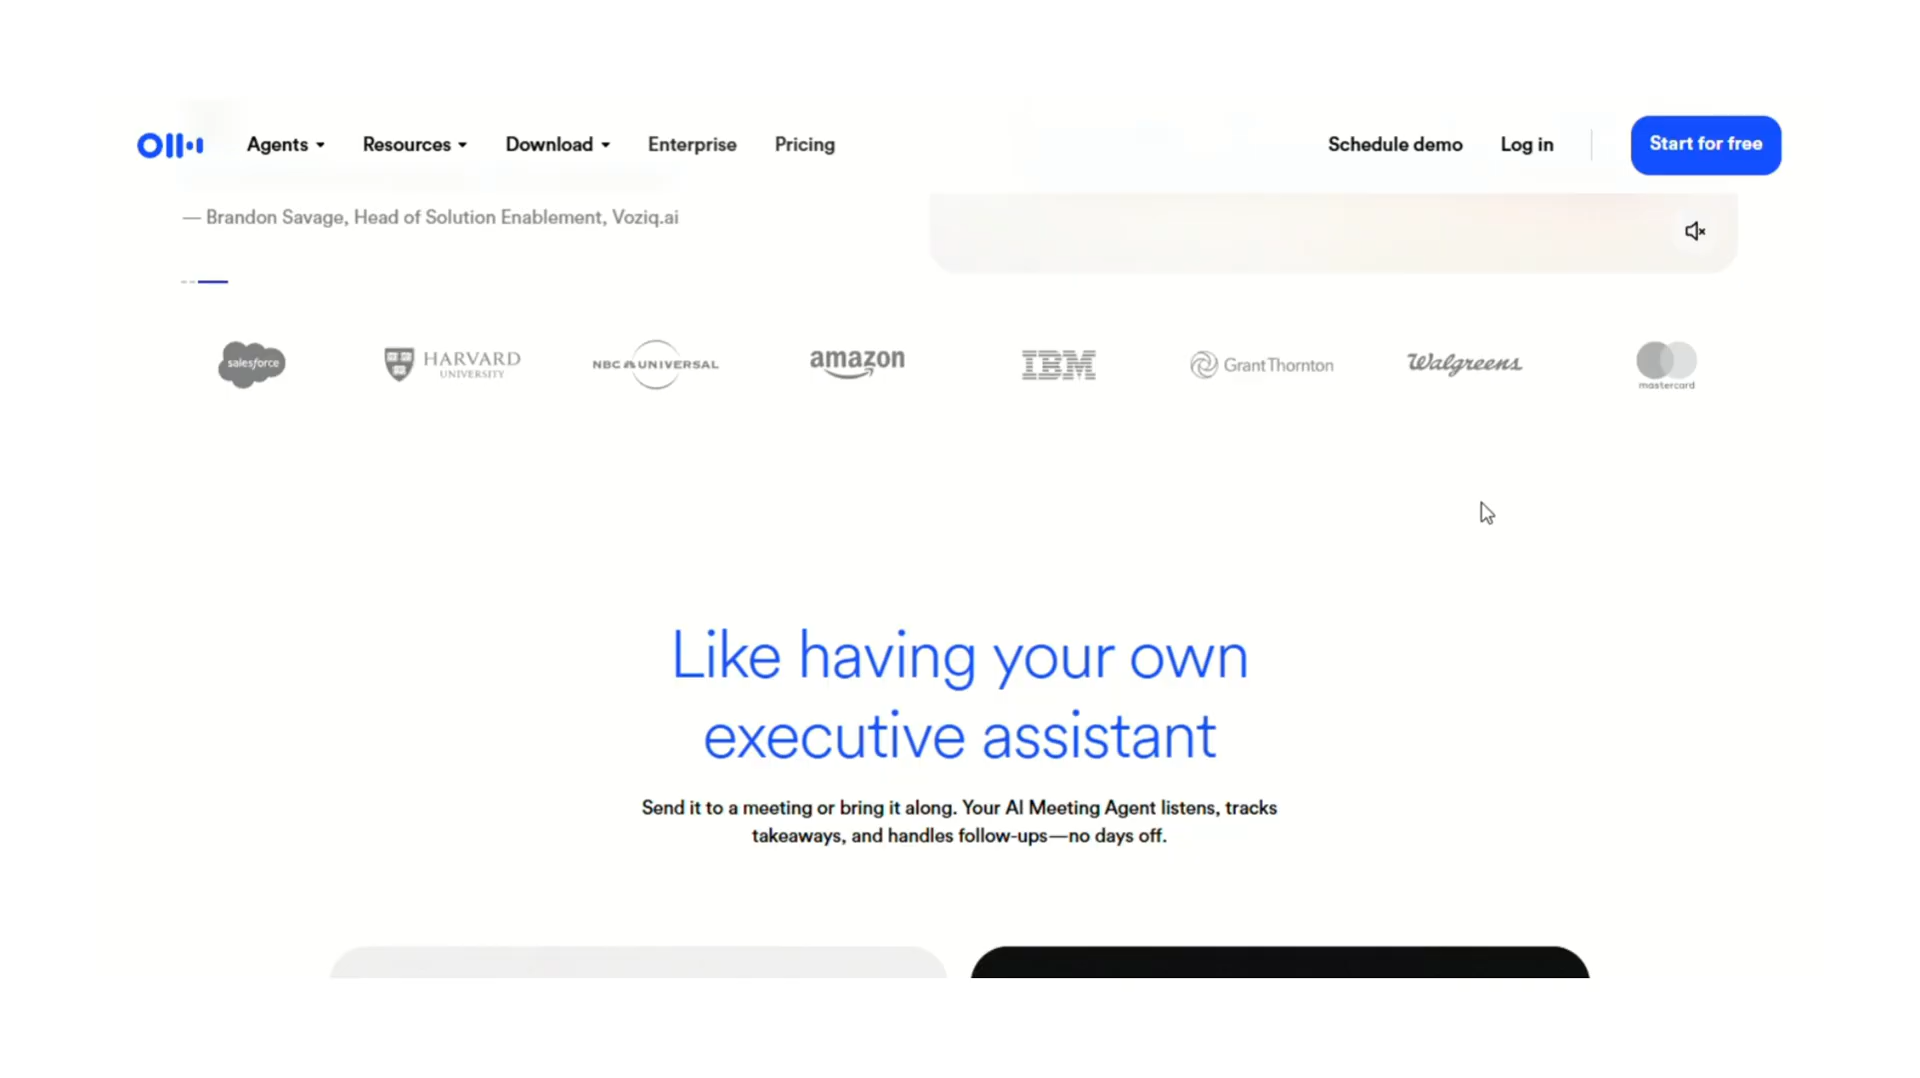 Agents
Resources
Download
Enterprise
Pricing
Schedule demo
Log in
Start for free
— Brandon Savage, Head of Solution Enablement, Voziq.ai
salesforce
HARVARD
UNIVERSITY
NBC UNIVERSAL
amazon
IBM
GrantThornton
Walgreens
mastercard
Like having your own
executive assistant
Send it to a meeting or bring it along. Your AI Meeting Agent listens, tracks
takeaways, and handles follow-ups—no days off.